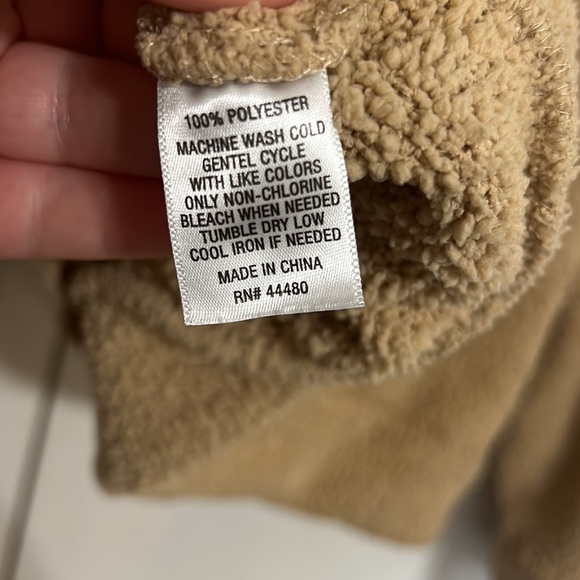 100% POLYESTER
MACHINE WASH COLD
GENTEL CYCLE
WITH LIKE COLORS
ONLY NON-CHLORINE
BLEACH WHEN NEEDED
TUMBLE DRY LOW
COOL IRON IF NEEDED
MADE IN CHINA
RN# 44480